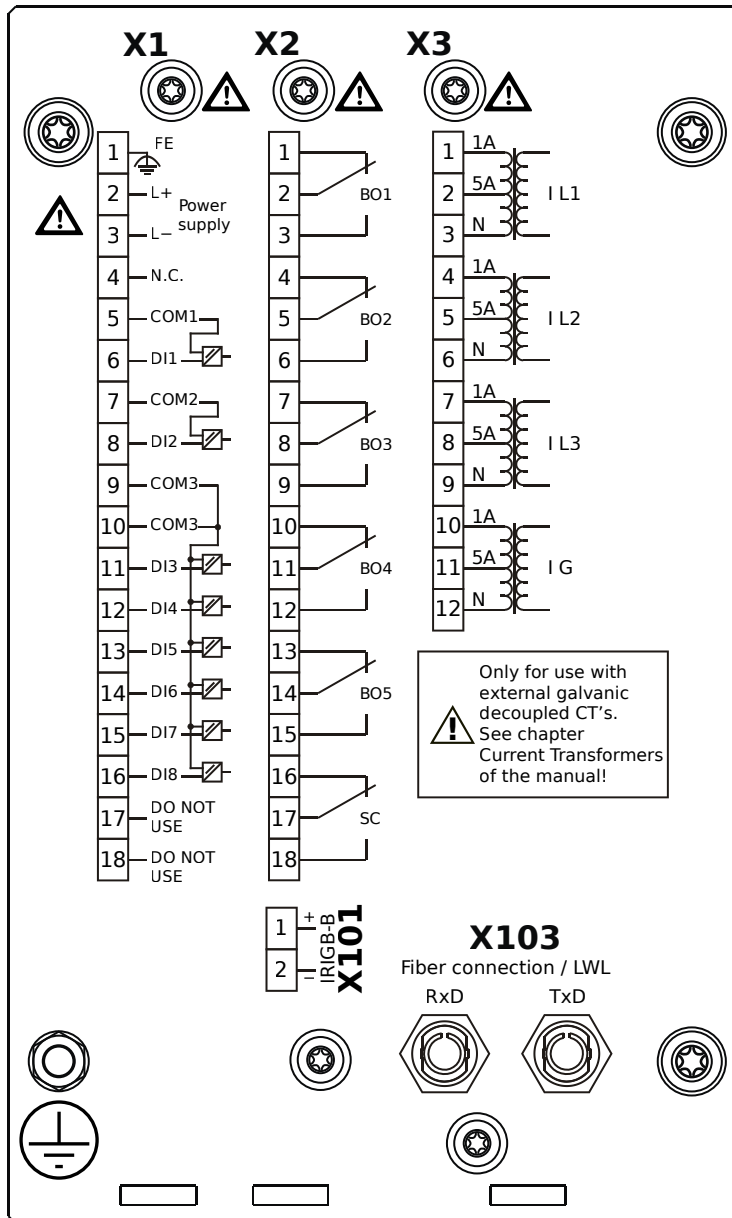 X1
X2
X3
1 FE
2 L+
Power
supply
3 L−
4 N.C.
5 COM1
6 DI1
7 COM2
8 DI2
9 COM3
10 COM3
11 DI3
12 DI4
13 DI5
14 DI6
15 DI7
16 DI8
17 DO NOT
USE
18 DO NOT
USE
1
2 BO1
3
4
5 BO2
6
7
8 BO3
9
10
11 BO4
12
13
14 BO5
15
16
17 SC
18
1 1A
2 5A I L1
3 N
4 1A
5 5A I L2
6 N
7 1A
8 5A I L3
9 N
10 1A
11 5A I G
12 N
!
!
!
!
!
Only for use with
external galvanic
decoupled CT's.
See chapter
Current Transformers
of the manual!
1 +
2 −
IRIGB-B
X101
X103
Fiber connection / LWL
RxD
TxD